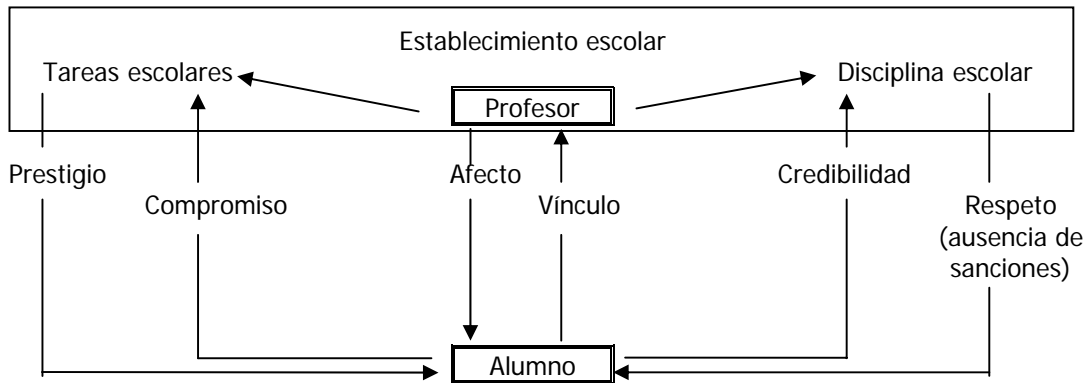 Establecimiento escolar
Tareas escolares
Disciplina escolar
Profesor
Prestigio
Afecto
Credibilidad
Compromiso
Vínculo
Respeto
(ausencia de
sanciones)
Alumno